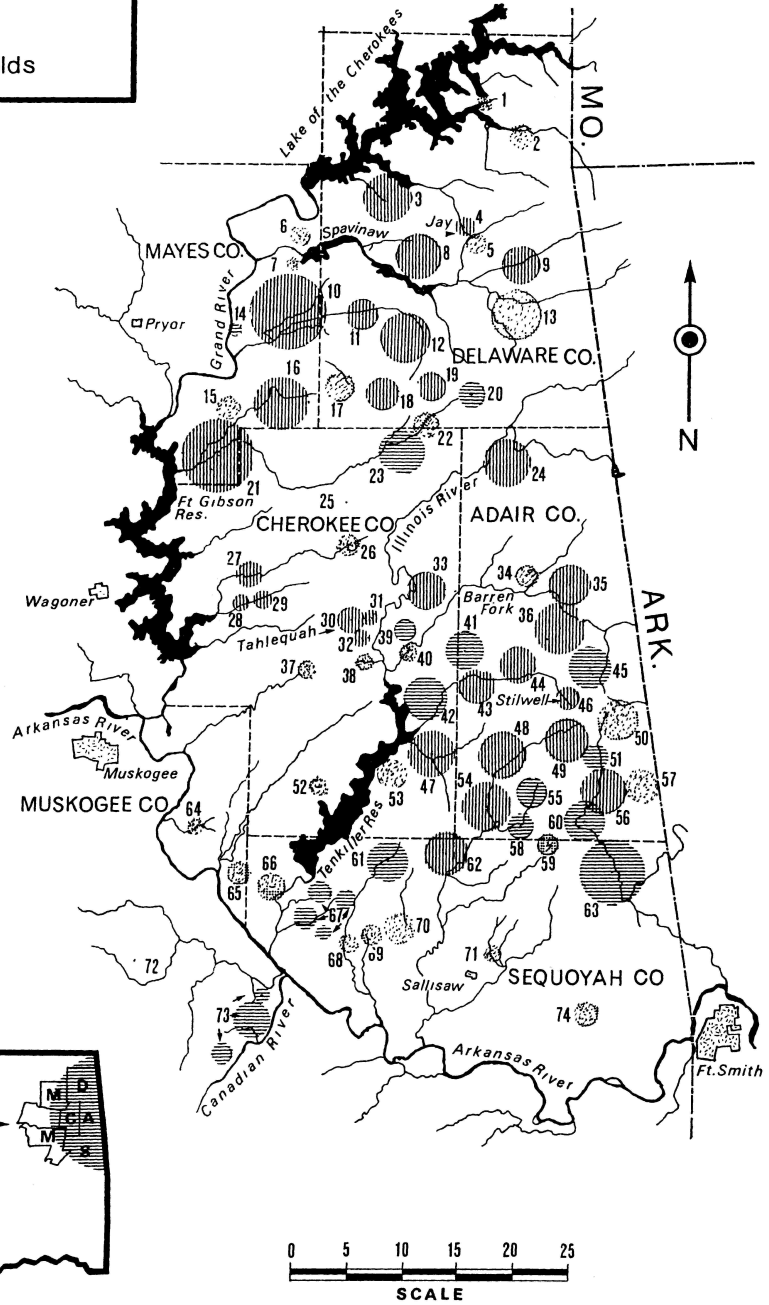 lds
Lake of the Cherokees
MO.
1
2
3
Jay
4
5
6
Spavinaw
MAYES CO.
7
8
9
10
11
12
13
14
Grand River
Pryor
DELAWARE CO.
15
16
17
18
19
20
21
22
23
24
25
Ft Gibson
Res.
CHEROKEE CO
Illinois River
ADAIR CO.
N
26
27
28
29
Wagoner
30
31
32
33
34
35
Barren
Fork
36
ARK.
Tahlequah
37
38
39
40
41
42
43
44
45
Stilwell
46
47
48
49
50
51
52
53
54
55
56
57
58
59
60
Arkansas River
Muskogee
MUSKOGEE CO
Tenkiller Res
61
62
63
64
65
66
67
68
69
70
71
72
73
74
Sallisaw
SEQUOYAH CO
Canadian River
Arkansas River
Ft. Smith
M D
C A
M S
0 5 10 15 20 25
SCALE